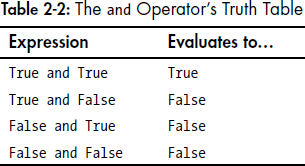 Table 2-2: The and Operator's Truth Table
Expression Evaluates to…
True and True True
True and False False
False and True False
False and False False